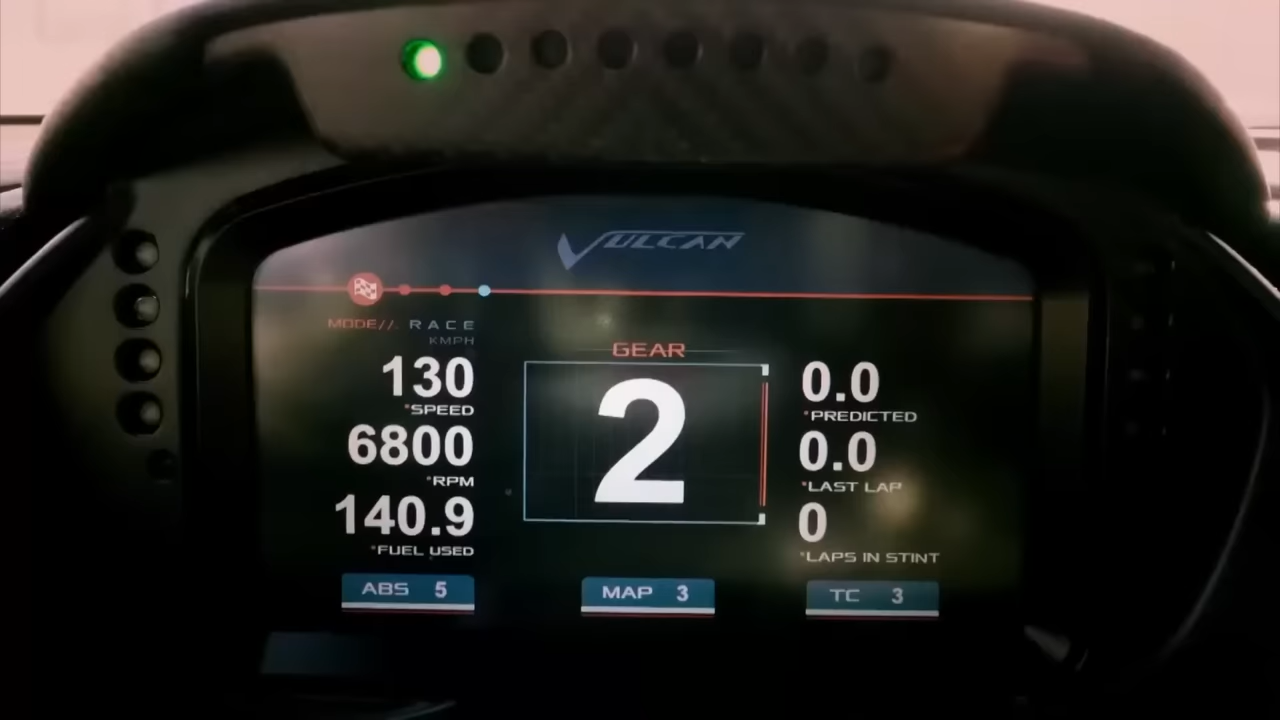 VULCAN
MODE// RACE
KMPH
130
*SPEED
6800
*RPM
140.9
*FUEL USED
GEAR
2
0.0
*PREDICTED
0.0
*LAST LAP
0
*LAPS IN STINT
ABS 5
MAP 3
TC 3